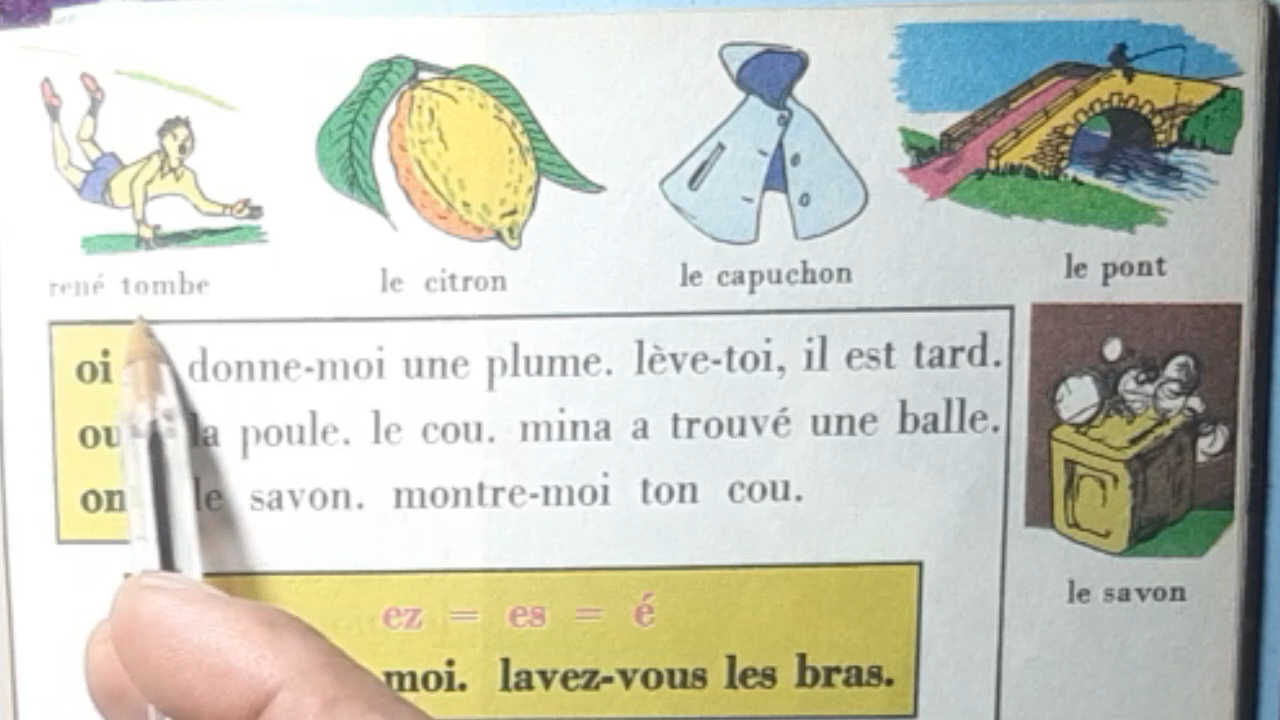 rené tombe
le citron
le capuchon
le pont
oi donne-moi une plume. lève-toi, il est tard.
ou la poule. le cou. mina a trouvé une balle.
on le savon. montre-moi ton cou.
le savon
ez = es = é
moi. lavez-vous les bras.